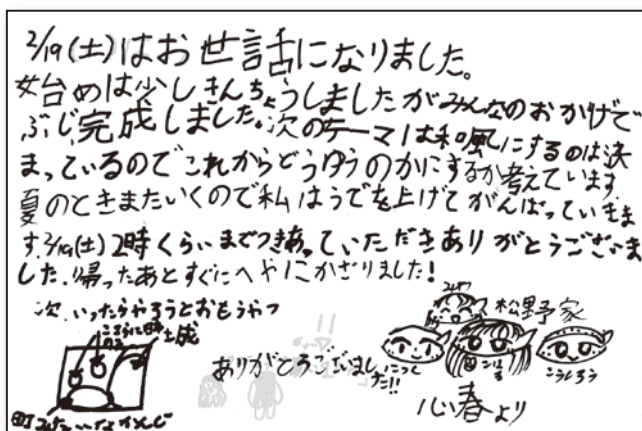 2/19(土)はお世話になりました。
始めは少しきんちょうしましたがみんなのおかげで
ぶじ完成しました。次のテーマは和風にするのは決
まっているのでこれからどうゆうのかにするか考えています。
夏のときまたいくので私はうでを上げてがんばっていきま
す。2/19(土)2時くらいまでつきあっていただきありがとうございま
した。帰ったあとすぐにへやにかざりました!
次、いったらやろうとおもうやつ
松野家
ありがとうございました!!
こうしろう
心春より